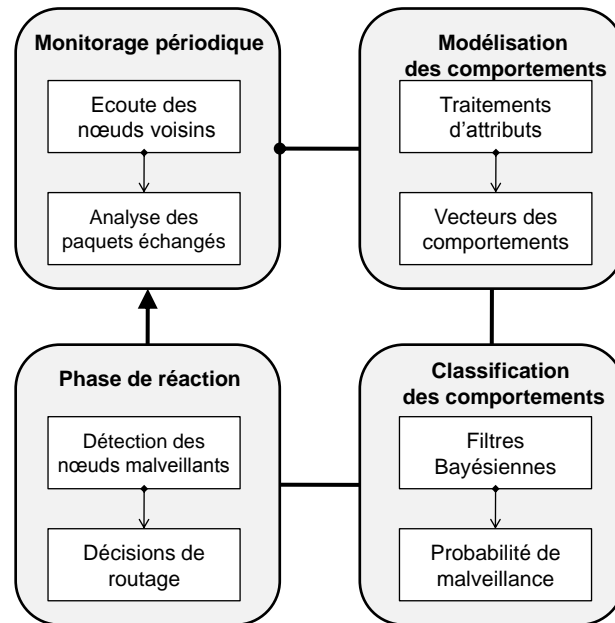 Monitorage périodique
Ecoute des
nœuds voisins
Analyse des
paquets échangés
Modélisation
des comportements
Traitements
d'attributs
Vecteurs des
comportements
Phase de réaction
Détection des
nœuds malveillants
Décisions de
routage
Classification
des comportements
Filtres
Bayésiennes
Probabilité de
malveillance